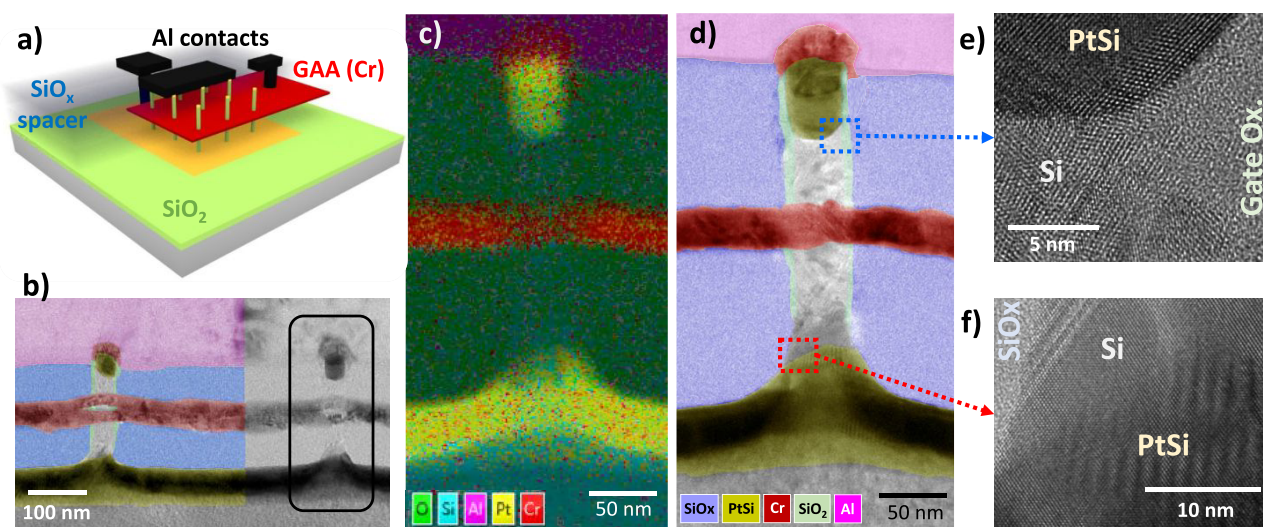 a)
Al contacts
GAA (Cr)
SiOx
spacer
SiO2
b)
100 nm
c)
O Si Al Pt Cr
50 nm
d)
SiOx PtSi Cr SiO2 Al
50 nm
e)
PtSi
Si
Gate Ox.
5 nm
f)
SiOx
Si
PtSi
10 nm